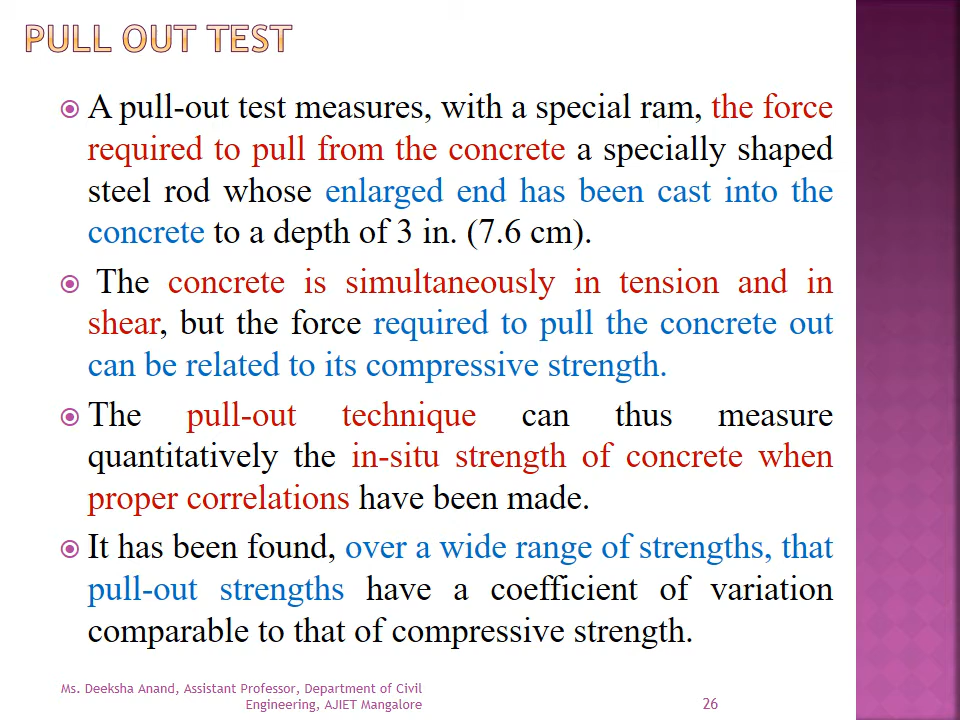 PULL OUT TEST
A pull-out test measures, with a special ram, the force
required to pull from the concrete a specially shaped
steel rod whose enlarged end has been cast into the
concrete to a depth of 3 in. (7.6 cm).
The concrete is simultaneously in tension and in
shear, but the force required to pull the concrete out
can be related to its compressive strength.
The pull-out technique can thus measure
quantitatively the in-situ strength of concrete when
proper correlations have been made.
It has been found, over a wide range of strengths, that
pull-out strengths have a coefficient of variation
comparable to that of compressive strength.
Ms. Deeksha Anand, Assistant Professor, Department of Civil
Engineering, AJIET Mangalore
26